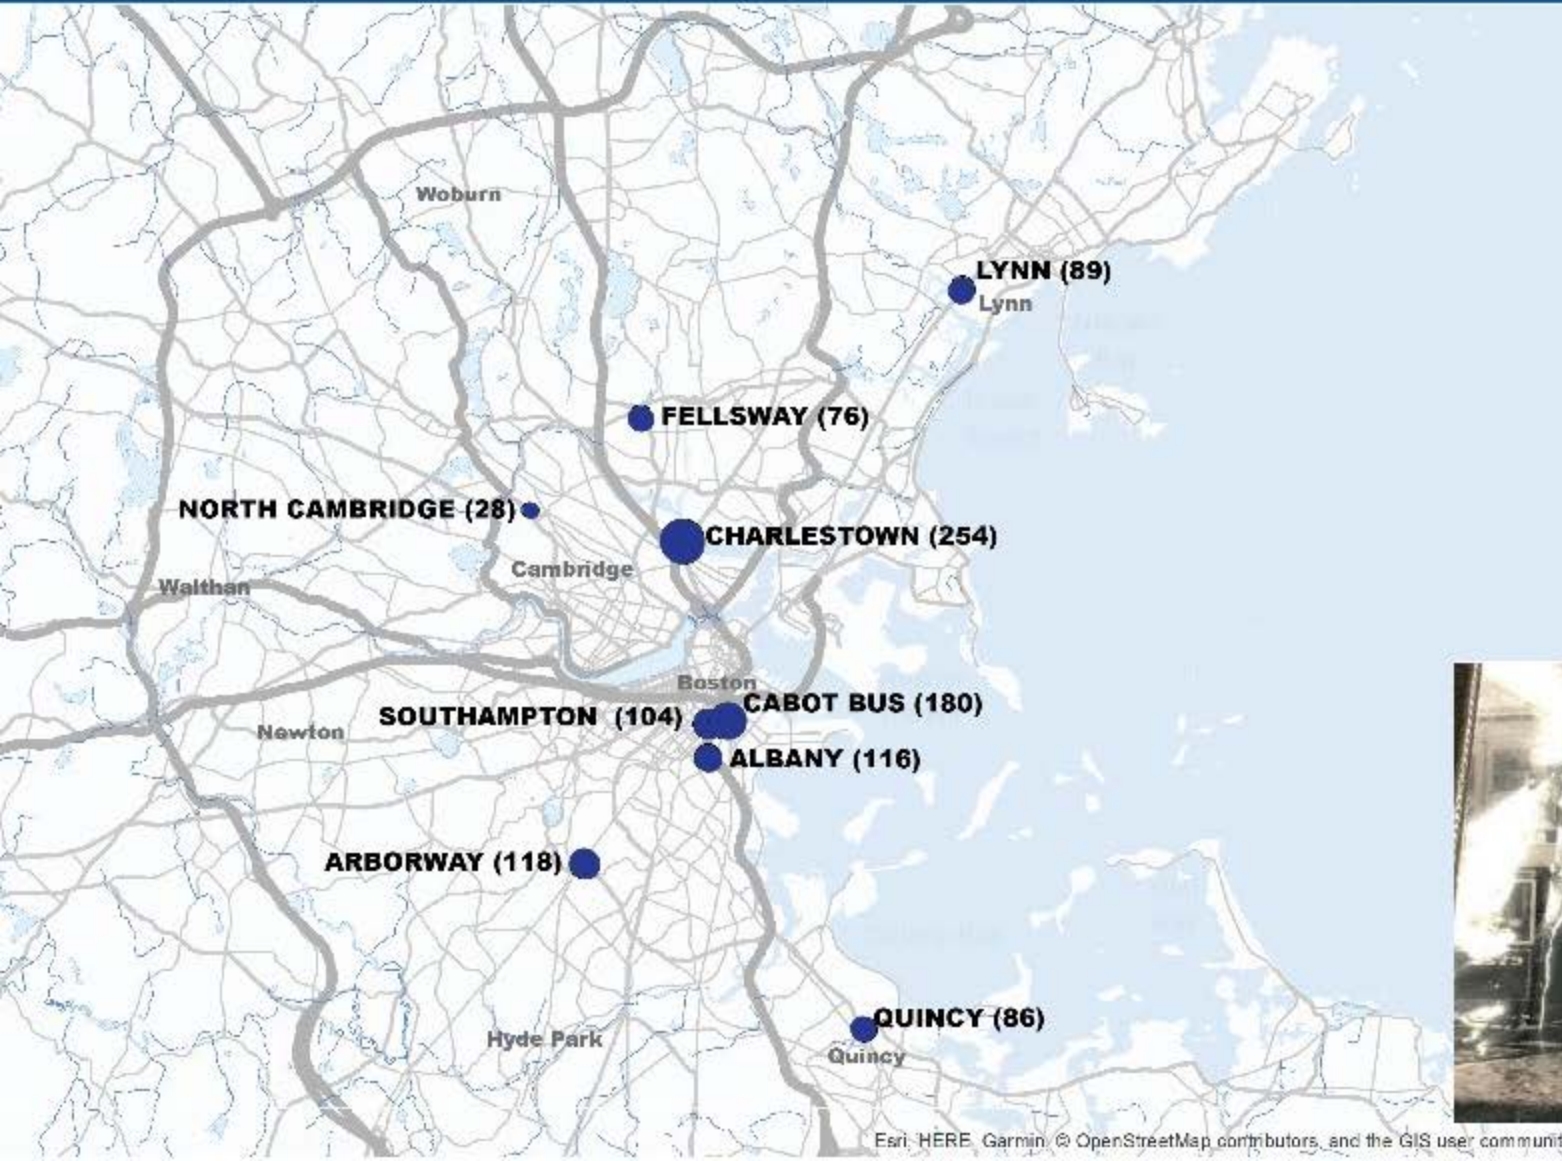 Woburn
LYNN (89)
Lynn
FELLSWAY (76)
NORTH CAMBRIDGE (28)
CHARLESTOWN (254)
Cambridge
Walthan
Boston
CABOT BUS (180)
SOUTHAMPTON (104)
Newton
ALBANY (116)
ARBORWAY (118)
QUINCY (86)
Hyde Park
Quincy
Esri, HERE, Garmin, © OpenStreetMap contributors, and the GIS user communit